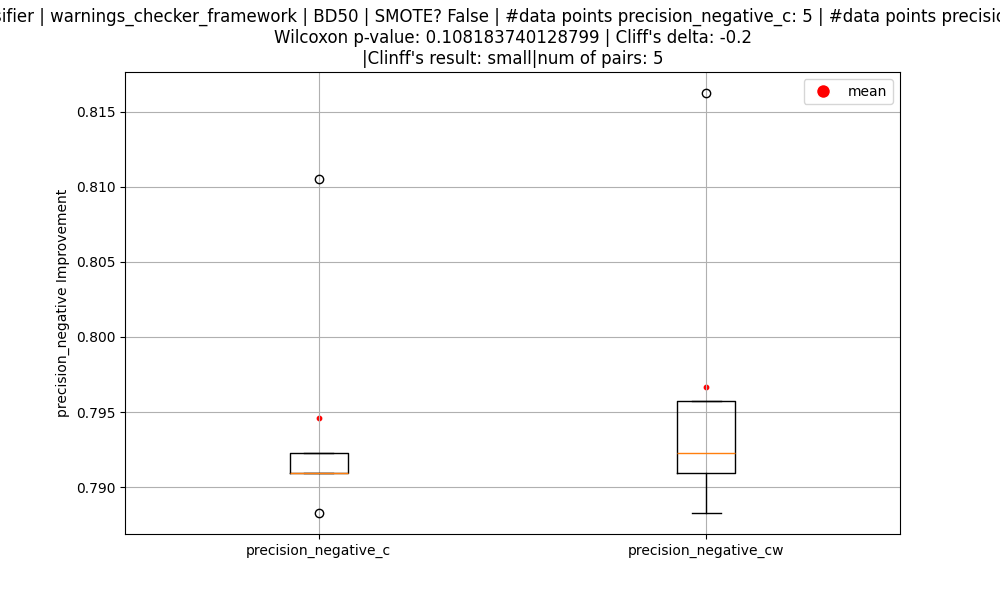 | warnings_checker_framework | BD50 | SMOTE? False | #data points precision_negative_c: 5 | #data points
Wilcoxon p-value: 0.108183740128799 | Cliff's delta: -0.2
|Clinff's result: small|num of pairs: 5
mean
0.815
0.810
0.805
0.800
0.795
0.790
precision_negative Improvement
precision_negative_c
precision_negative_cw